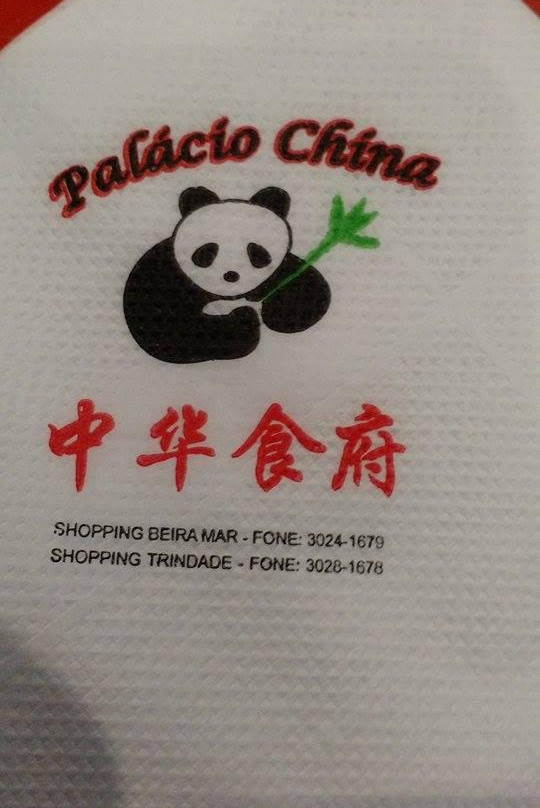 Palácio China
中华食府
SHOPPING BEIRA MAR - FONE: 3024-1679
SHOPPING TRINDADE - FONE: 3028-1678